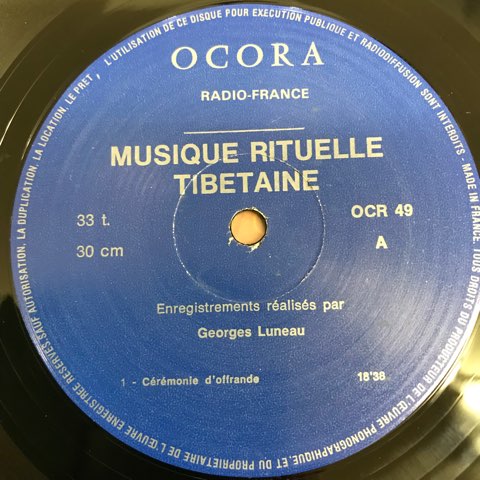 OCORA
RADIO-FRANCE
MUSIQUE RITUELLE
TIBETAINE
33 t.
30 cm
OCR 49
A
Enregistrements réalisés par
Georges Luneau
1 - Cérémonie d'offrande 18'38
TOUS DROITS DU PRODUCTEUR DE L'ŒUVRE PHONOGRAPHIQUE, ET DU PROPRIETAIRE DE L'ŒUVRE ENREGISTREE RESERVES SAUF AUTORISATION. LA DUPLICATION. LA LOCATION. LE PRET, L'UTILISATION DE CE DISQUE POUR EXECUTION PUBLIQUE ET RADIODIFFUSION SONT INTERDITS - MADE IN FRANCE.